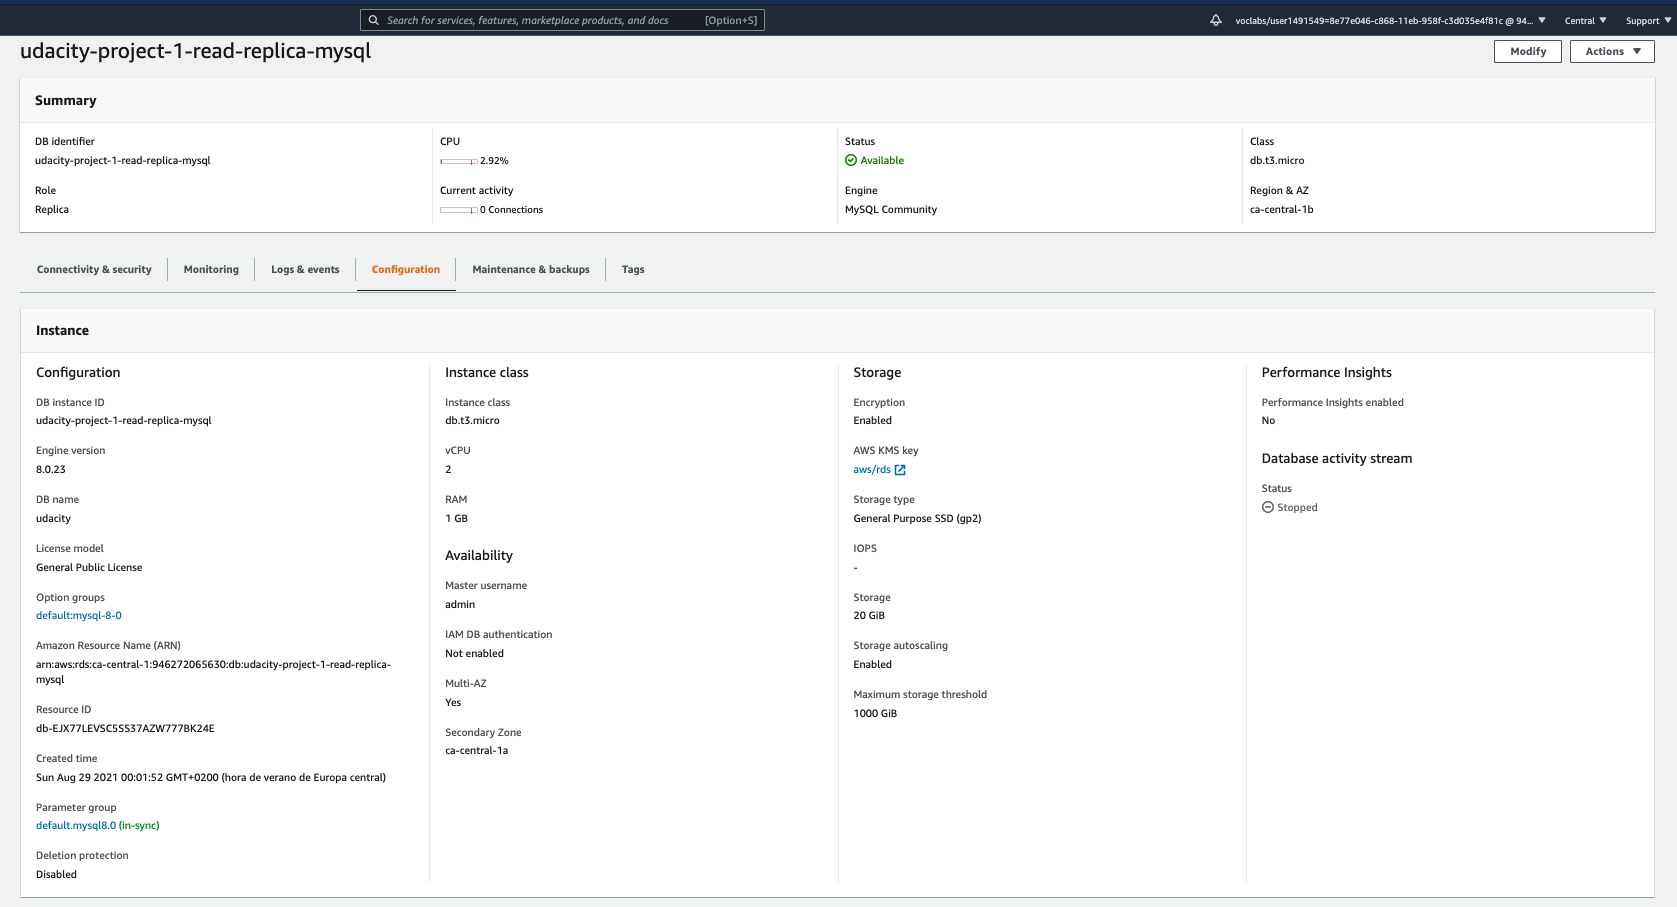 Search for services, features, marketplace products, and docs [Option+S]
voclabs/user1491549=8e77e046-c868-11eb-958f-c3d035e4f81c @ 94... Central Support
udacity-project-1-read-replica-mysql
Modify Actions
Summary
DB identifier
udacity-project-1-read-replica-mysql
Role
Replica
CPU
2.92%
Current activity
0 Connections
Status
Available
Engine
MySQL Community
Class
db.t3.micro
Region & AZ
ca-central-1b
Connectivity & security Monitoring Logs & events Configuration Maintenance & backups Tags
Instance
Configuration
DB instance ID
udacity-project-1-read-replica-mysql
Engine version
8.0.23
DB name
udacity
License model
General Public License
Option groups
default:mysql-8-0
Amazon Resource Name (ARN)
arn:aws:rds:ca-central-1:946272065630:db:udacity-project-1-read-replica-
mysql
Resource ID
db-EJX77LEVSC5SS37AZW777BK24E
Created time
Sun Aug 29 2021 00:01:52 GMT+0200 (hora de verano de Europa central)
Parameter group
default.mysql8.0 (in-sync)
Deletion protection
Disabled
Instance class
Instance class
db.t3.micro
vCPU
2
RAM
1 GB
Availability
Master username
admin
IAM DB authentication
Not enabled
Multi-AZ
Yes
Secondary Zone
ca-central-1a
Storage
Encryption
Enabled
AWS KMS key
aws/rds
Storage type
General Purpose SSD (gp2)
IOPS
-
Storage
20 GiB
Storage autoscaling
Enabled
Maximum storage threshold
1000 GiB
Performance Insights
Performance Insights enabled
No
Database activity stream
Status
Stopped